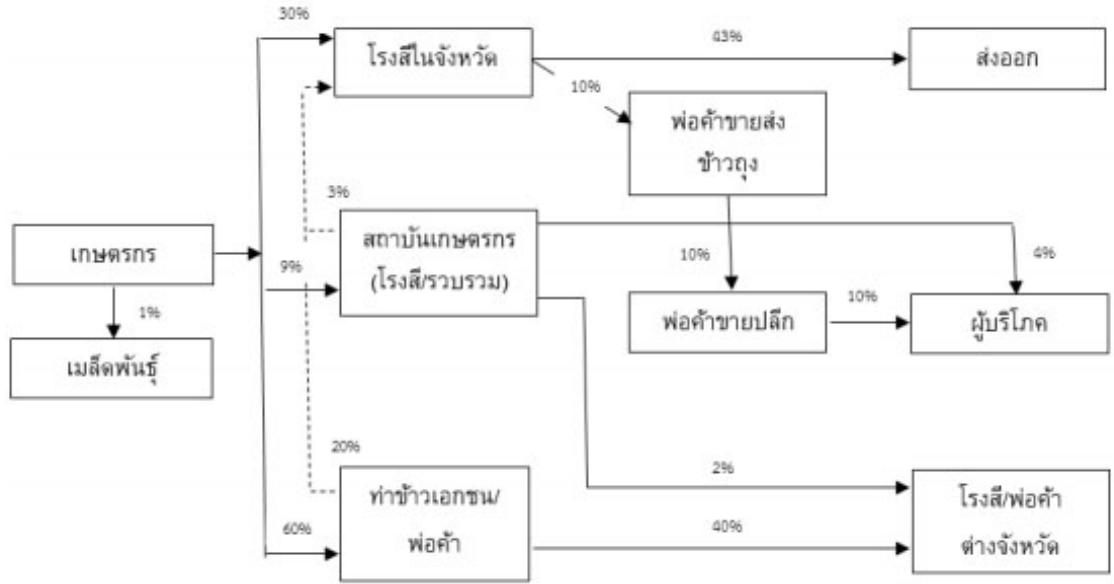 30%
โรงสีในจังหวัด
43%
ส่งออก
10%
พ่อค้าขายส่ง
ข้าวถุง
3%
สถาบันเกษตรกร
(โรงสี/รวบรวม)
เกษตรกร
9%
10%
4%
1%
พ่อค้าขายปลีก
10%
ผู้บริโภค
เมล็ดพันธุ์
20%
ท่าข้าวเอกชน/
พ่อค้า
2%
โรงสี/พ่อค้า
ต่างจังหวัด
60%
40%